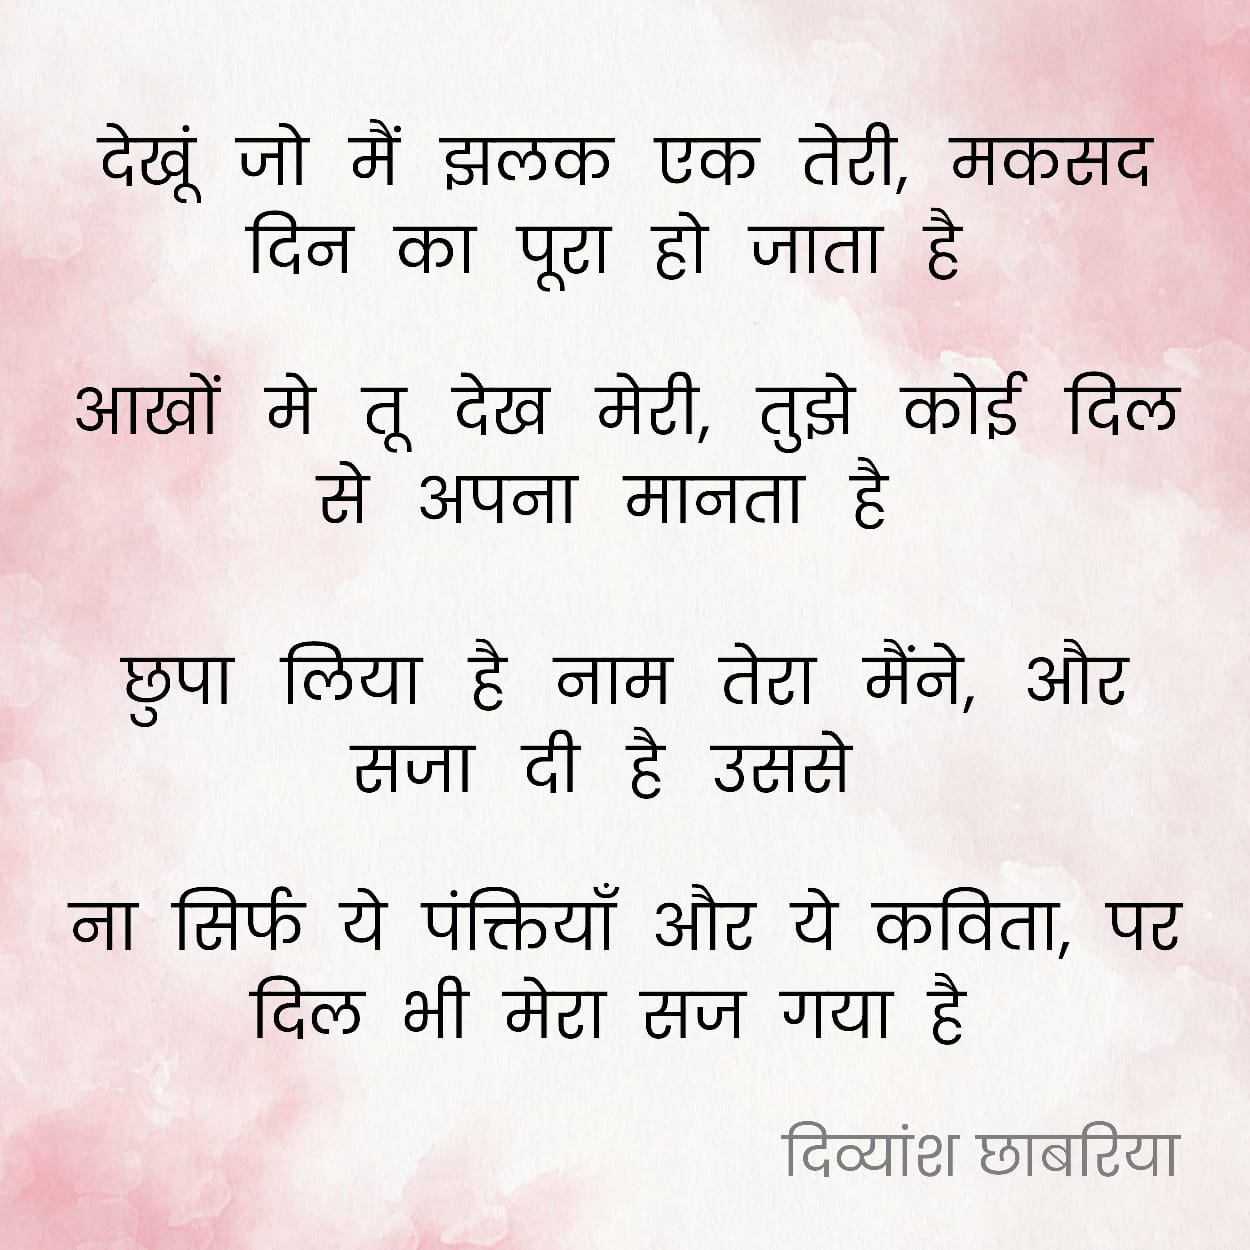 देखूं जो मैं झलक एक तेरी, मकसद
दिन का पूरा हो जाता है
आखों मे तू देख मेरी, तुझे कोई दिल
से अपना मानता है
छुपा लिया है नाम तेरा मैंने, और
सजा दी है उससे
ना सिर्फ ये पंक्तियाँ और ये कविता, पर
दिल भी मेरा सज गया है
दिव्यांश छाबरिया